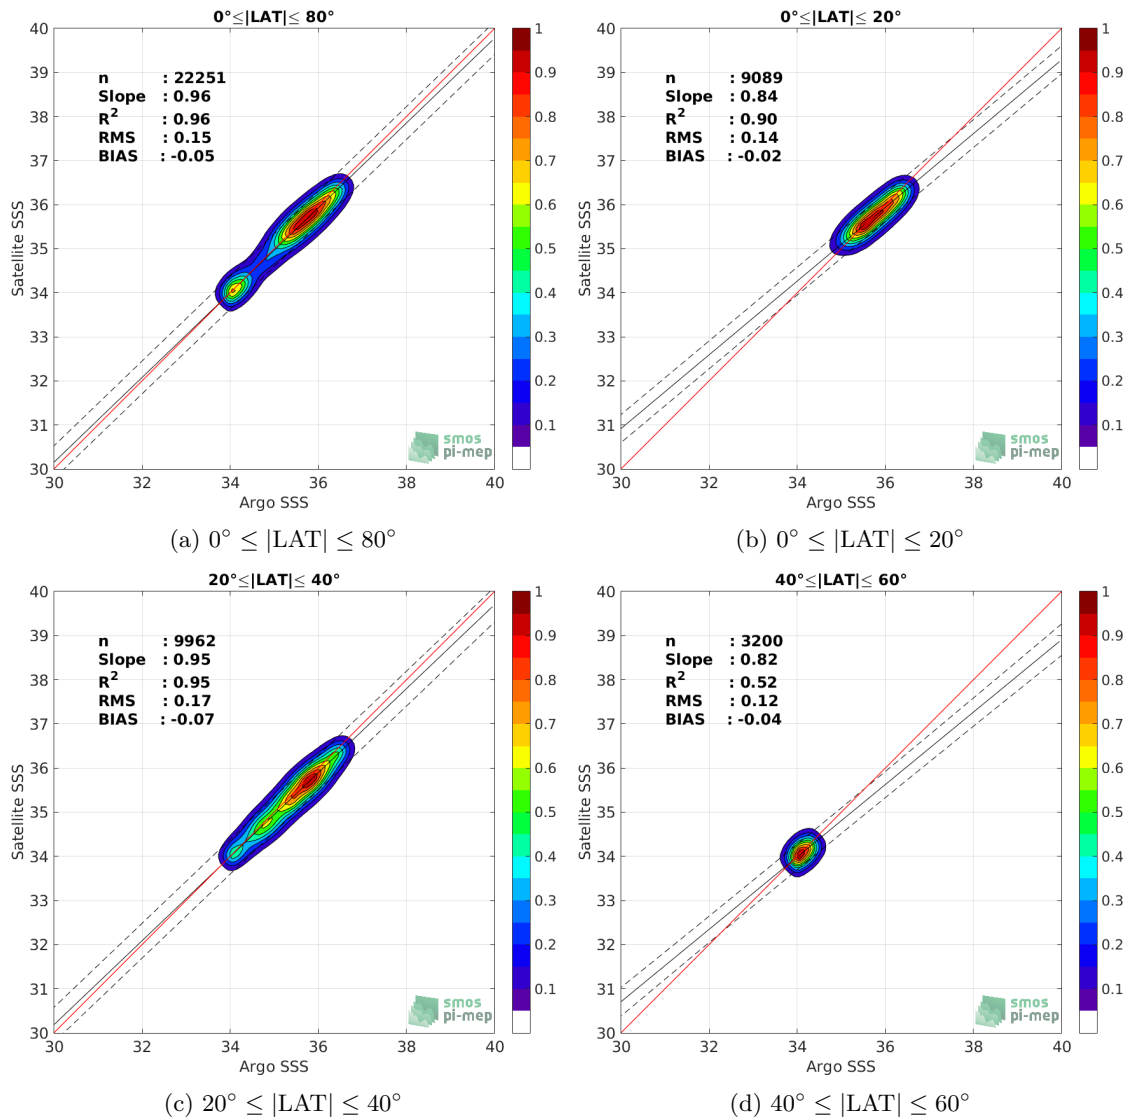 0°≤|LAT|≤ 80°
n : 22251
Slope : 0.96
R2 : 0.96
RMS : 0.15
BIAS : -0.05
40
39
38
37
36
35
34
33
32
31
30
Satellite SSS
30 32 34 36 38 40
Argo SSS
1
0.9
0.8
0.7
0.6
0.5
0.4
0.3
0.2
0.1
smos
pi-mep
(a) 0° ≤ |LAT| ≤ 80°
0°≤|LAT|≤ 20°
n : 9089
Slope : 0.84
R2 : 0.90
RMS : 0.14
BIAS : -0.02
40
39
38
37
36
35
34
33
32
31
30
Satellite SSS
30 32 34 36 38 40
Argo SSS
1
0.9
0.8
0.7
0.6
0.5
0.4
0.3
0.2
0.1
smos
pi-mep
(b) 0° ≤ |LAT| ≤ 20°
20°≤|LAT|≤ 40°
n : 9962
Slope : 0.95
R2 : 0.95
RMS : 0.17
BIAS : -0.07
40
39
38
37
36
35
34
33
32
31
30
Satellite SSS
30 32 34 36 38 40
Argo SSS
1
0.9
0.8
0.7
0.6
0.5
0.4
0.3
0.2
0.1
smos
pi-mep
(c) 20° ≤ |LAT| ≤ 40°
40°≤|LAT|≤ 60°
n : 3200
Slope : 0.82
R2 : 0.52
RMS : 0.12
BIAS : -0.04
40
39
38
37
36
35
34
33
32
31
30
Satellite SSS
30 32 34 36 38 40
Argo SSS
1
0.9
0.8
0.7
0.6
0.5
0.4
0.3
0.2
0.1
smos
pi-mep
(d) 40° ≤ |LAT| ≤ 60°